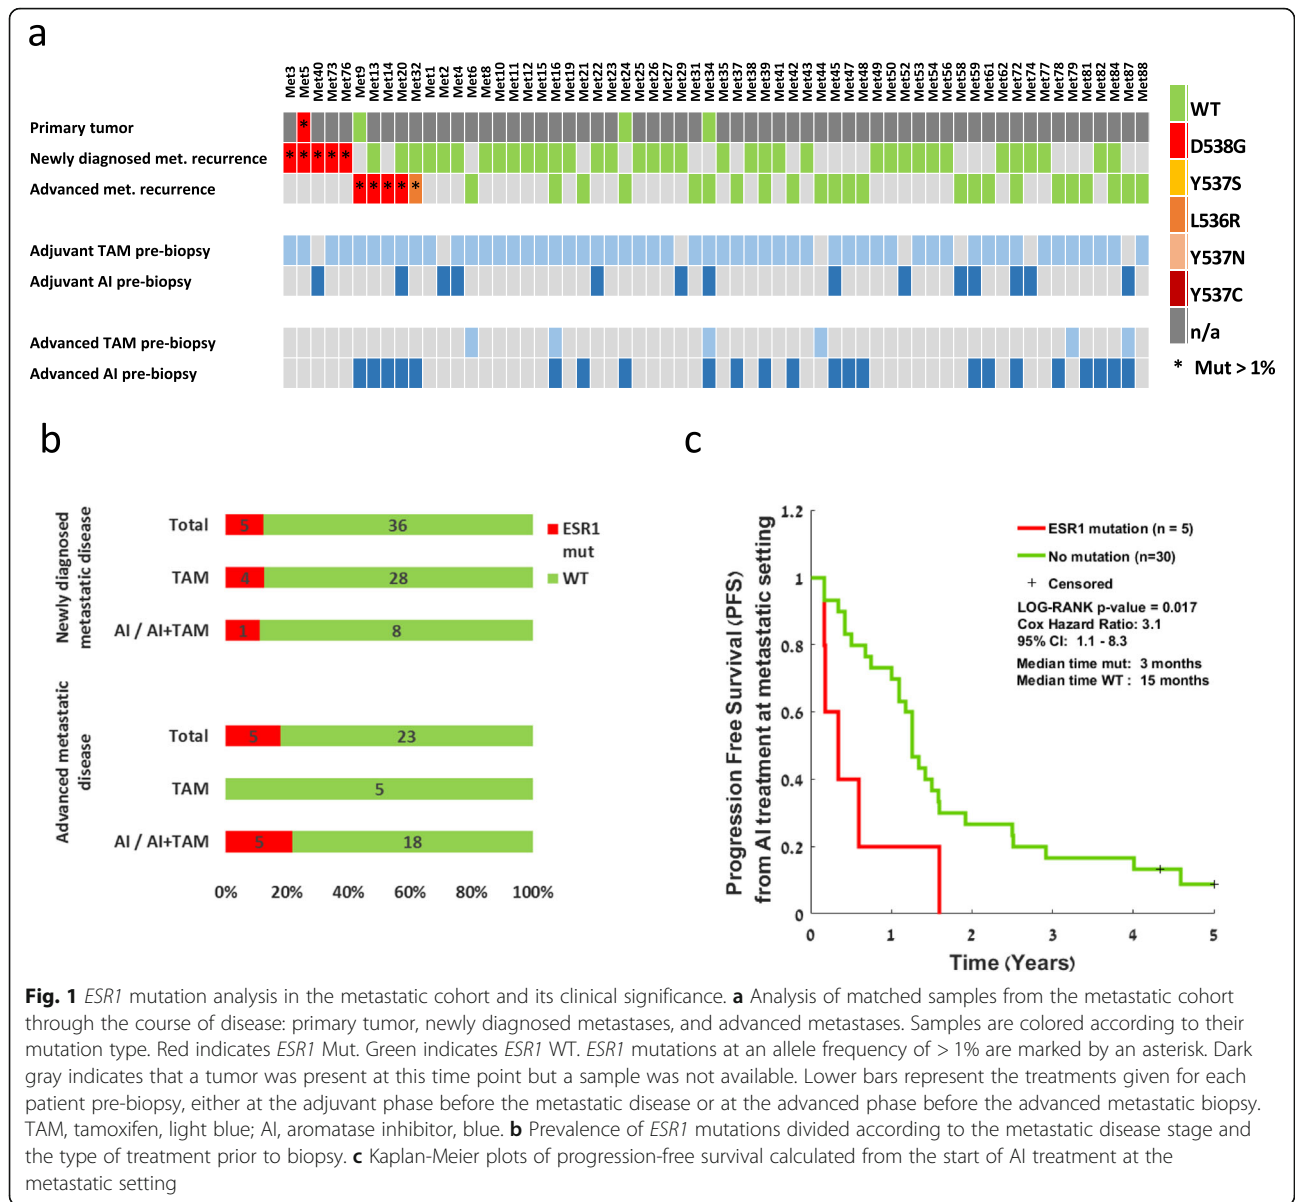 a
Met3 Met5 Met40 Met73 Met76 Met9 Met13 Met14 Met20 Met32 Met1 Met2 Met4 Met6 Met8 Met10 Met11 Met12 Met15 Met16 Met19 Met21 Met22 Met23 Met24 Met25 Met26 Met27 Met29 Met31 Met34 Met35 Met37 Met38 Met39 Met41 Met42 Met43 Met44 Met45 Met47 Met48 Met49 Met50 Met52 Met53 Met54 Met56 Met58 Met59 Met61 Met62 Met72 Met74 Met77 Met78 Met79 Met81 Met82 Met84 Met87 Met88
Primary tumor *
Newly diagnosed met. recurrence * * * * *
Advanced met. recurrence * * * * *
Adjuvant TAM pre-biopsy
Adjuvant AI pre-biopsy
Advanced TAM pre-biopsy
Advanced AI pre-biopsy
WT
D538G
Y537S
L536R
Y537N
Y537C
n/a
* Mut > 1%
b
Newly diagnosed
metastatic disease
Total 5 36
TAM 4 28
AI / AI+TAM 1 8
ESR1
mut
WT
Advanced metastatic
disease
Total 5 23
TAM 5
AI / AI+TAM 5 18
0% 20% 40% 60% 80% 100%
c
Progression Free Survival (PFS)
from AI treatment at metastatic setting
1.2
1
0.8
0.6
0.4
0.2
0
0 1 2 3 4 5
Time (Years)
ESR1 mutation (n = 5)
No mutation (n=30)
+ Censored
LOG-RANK p-value = 0.017
Cox Hazard Ratio: 3.1
95% CI: 1.1 - 8.3
Median time mut: 3 months
Median time WT : 15 months
Fig. 1 ESR1 mutation analysis in the metastatic cohort and its clinical significance. a Analysis of matched samples from the metastatic cohort
through the course of disease: primary tumor, newly diagnosed metastases, and advanced metastases. Samples are colored according to their
mutation type. Red indicates ESR1 Mut. Green indicates ESR1 WT. ESR1 mutations at an allele frequency of > 1% are marked by an asterisk. Dark
gray indicates that a tumor was present at this time point but a sample was not available. Lower bars represent the treatments given for each
patient pre-biopsy, either at the adjuvant phase before the metastatic disease or at the advanced phase before the advanced metastatic biopsy.
TAM, tamoxifen, light blue; AI, aromatase inhibitor, blue. b Prevalence of ESR1 mutations divided according to the metastatic disease stage and
the type of treatment prior to biopsy. c Kaplan-Meier plots of progression-free survival calculated from the start of AI treatment at the
metastatic setting